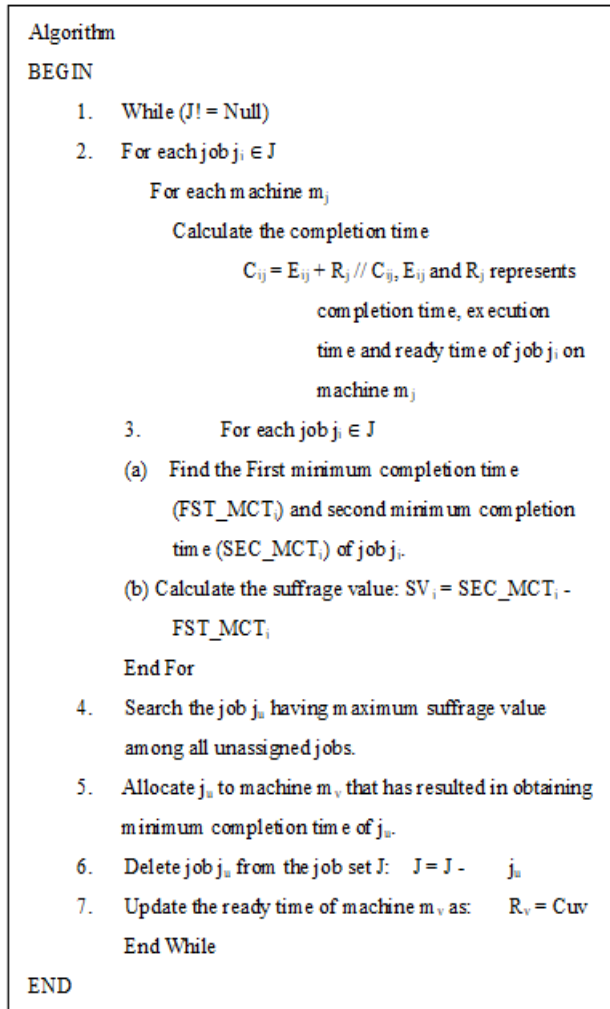 Algorithm
BEGIN
1. While (J! = Null)
2. For each job jᵢ ∈ J
For each machine mⱼ
Calculate the completion time
Cᵢⱼ = Eᵢⱼ + Rⱼ // Cᵢⱼ, Eᵢⱼ and Rⱼ represents
completion time, execution
time and ready time of job jᵢ on
machine mⱼ
3. For each job jᵢ ∈ J
(a) Find the First minimum completion time
(FST_MCTᵢ) and second minimum completion
time (SEC_MCTᵢ) of job jᵢ.
(b) Calculate the suffrage value: SVᵢ = SEC_MCTᵢ -
FST_MCTᵢ
End For
4. Search the job jᵤ having maximum suffrage value
among all unassigned jobs.
5. Allocate jᵤ to machine mᵥ that has resulted in obtaining
minimum completion time of jᵤ.
6. Delete job jᵤ from the job set J: J = J - jᵤ
7. Update the ready time of machine mᵥ as: Rᵥ = Cuv
End While
END